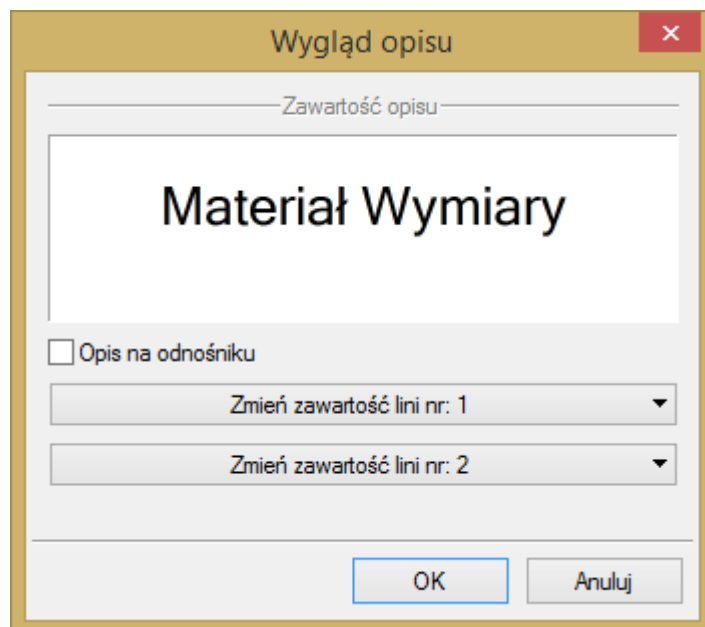 Wygląd opisu
Zawartość opisu
Materiał Wymiary
Opis na odnośniku
Zmień zawartość lini nr: 1
Zmień zawartość lini nr: 2
OK Anuluj